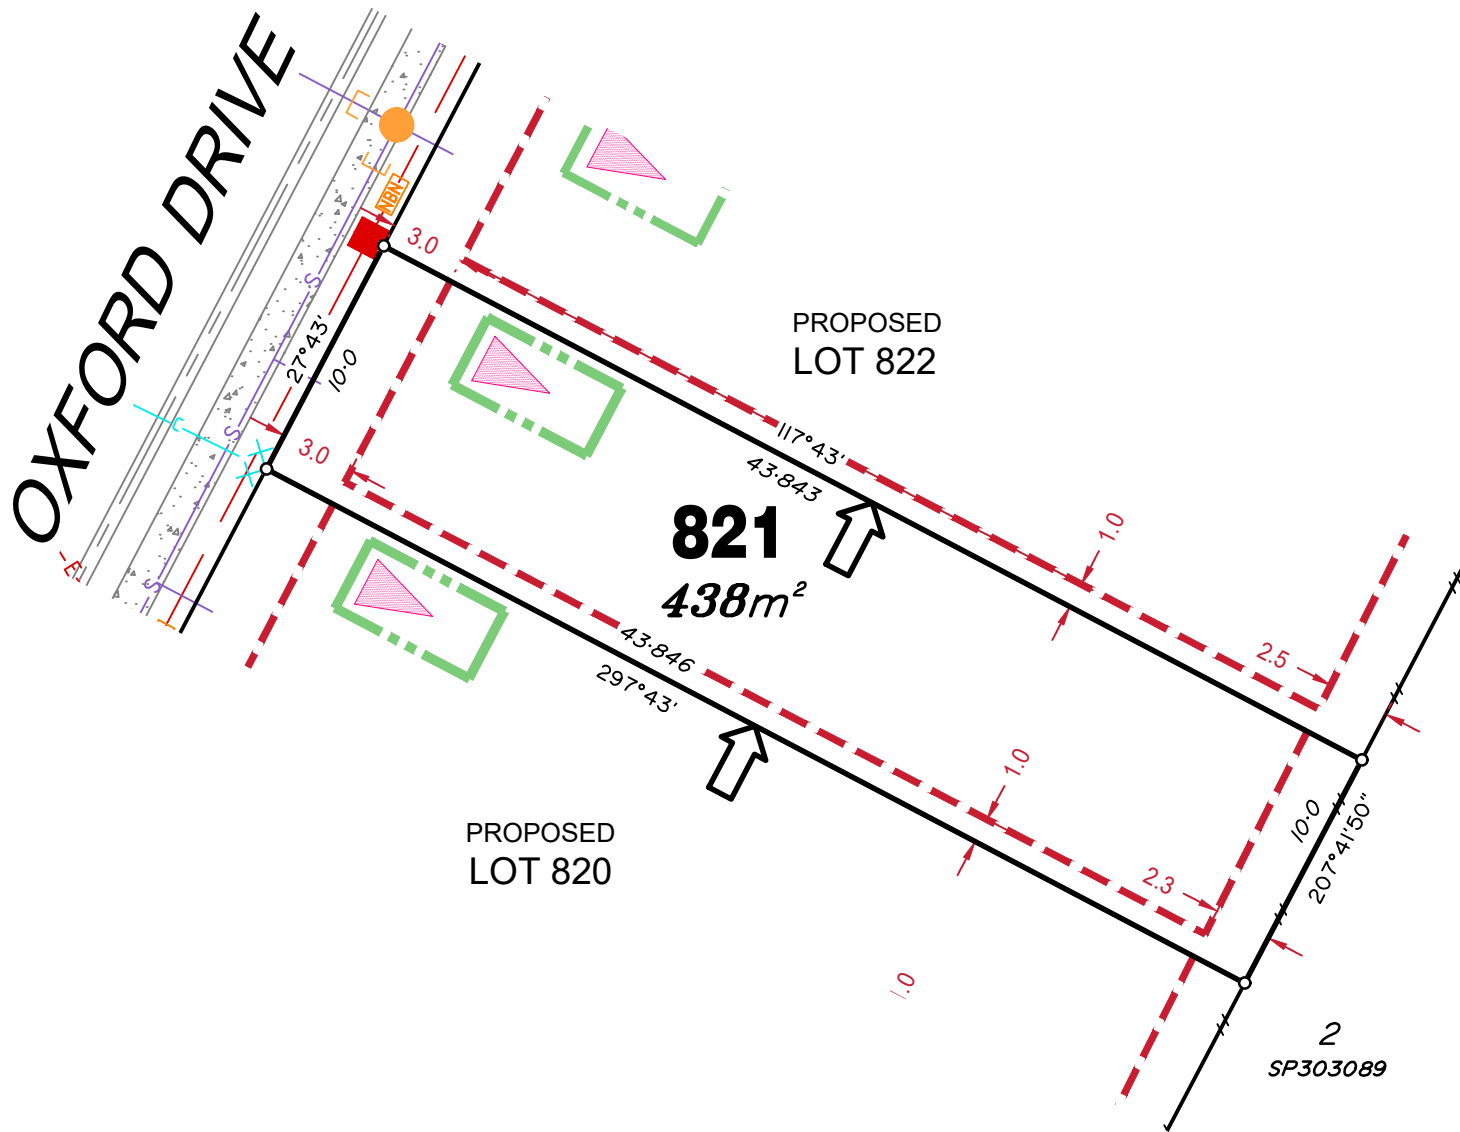 OXFORD DRIVE
NBN
3.0
S
27°43'
10·0
S
3.0
E
S
PROPOSED
LOT 822
117°43'
43·843
821
438m²
1.0
2.5
43·846
297°43'
1.0
2.3
10·0
207°41'50"
PROPOSED
LOT 820
2
SP303089